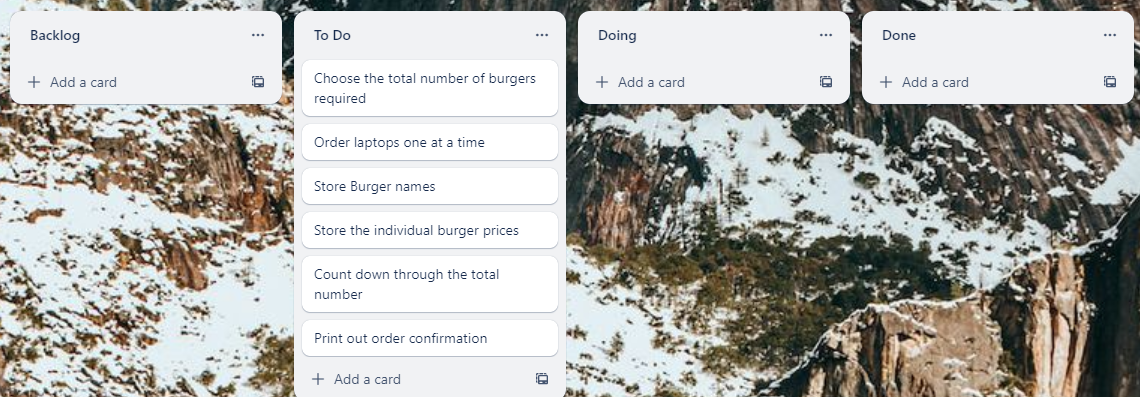 Backlog
Add a card
To Do
Choose the total number of burgers
required
Order laptops one at a time
Store Burger names
Store the individual burger prices
Count down through the total
number
Print out order confirmation
Add a card
Doing
Add a card
Done
Add a card